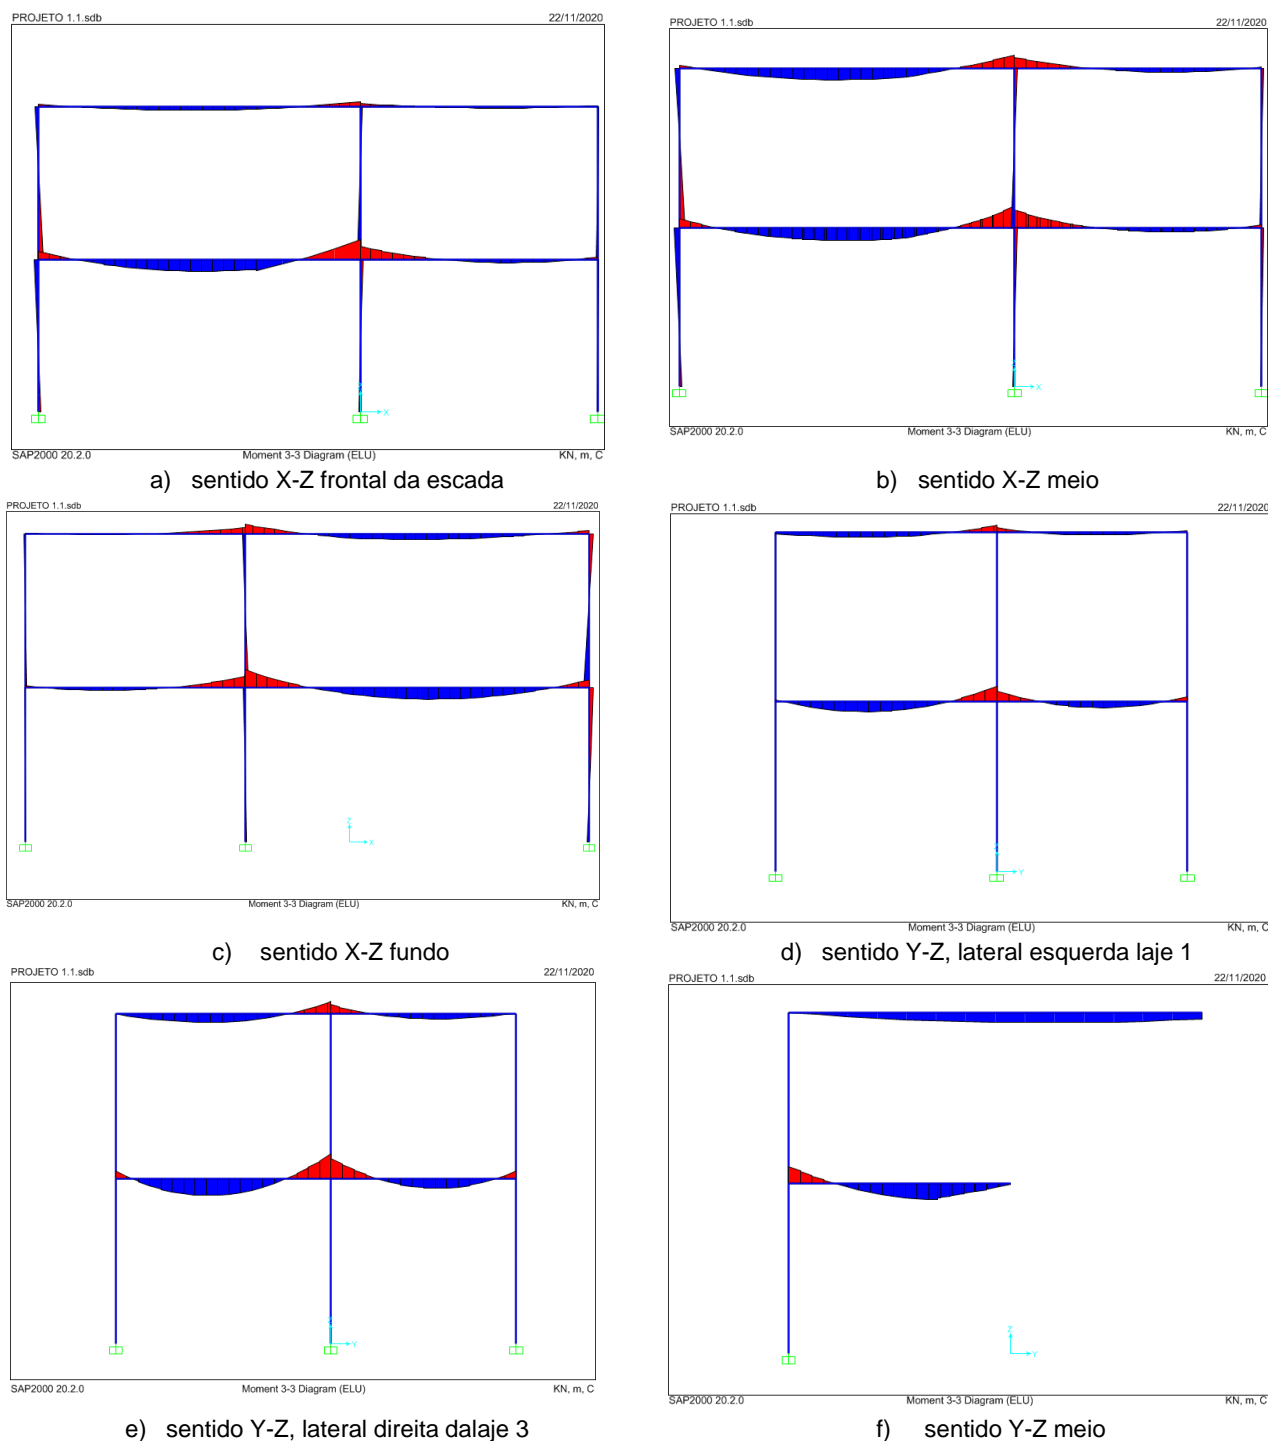 PROJETO 1.1.sdb 22/11/2020
X
SAP2000 20.2.0 Moment 3-3 Diagram (ELU) KN, m, C
a) sentido X-Z frontal da escada
PROJETO 1.1.sdb 22/11/2020
X
SAP2000 20.2.0 Moment 3-3 Diagram (ELU) KN, m, C
b) sentido X-Z meio
PROJETO 1.1.sdb 22/11/2020
Z
X
SAP2000 20.2.0 Moment 3-3 Diagram (ELU) KN, m, C
c) sentido X-Z fundo
PROJETO 1.1.sdb 22/11/2020
Y
SAP2000 20.2.0 Moment 3-3 Diagram (ELU) KN, m, C
d) sentido Y-Z, lateral esquerda laje 1
PROJETO 1.1.sdb 22/11/2020
Y
SAP2000 20.2.0 Moment 3-3 Diagram (ELU) KN, m, C
e) sentido Y-Z, lateral direita dalaje 3
PROJETO 1.1.sdb 22/11/2020
Z
Y
SAP2000 20.2.0 Moment 3-3 Diagram (ELU) KN, m, C
f) sentido Y-Z meio